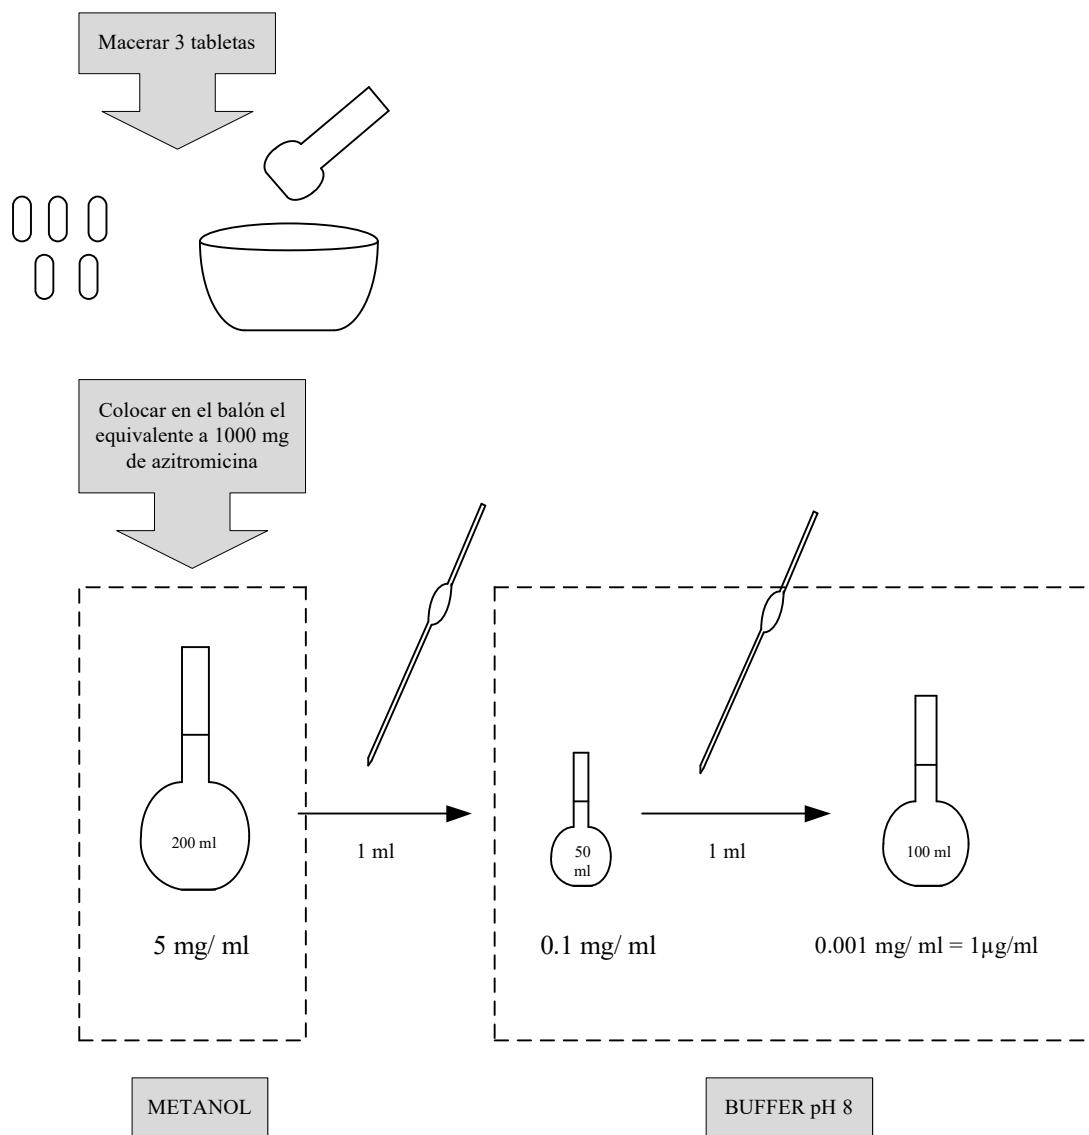 Macerar 3 tabletas
Colocar en el balón el
equivalente a 1000 mg
de azitromicina
200 ml
1 ml
50
ml
1 ml
100 ml
5 mg/ ml
0.1 mg/ ml
0.001 mg/ ml = 1µg/ml
METANOL
BUFFER pH 8